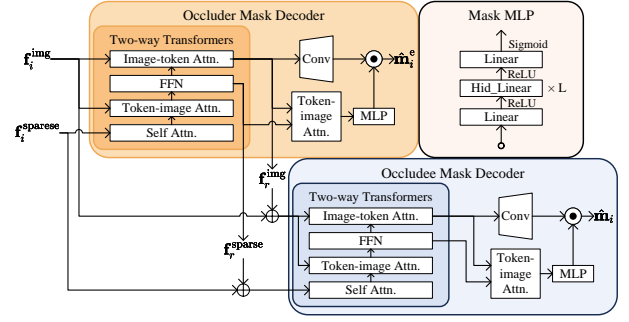 Occluder Mask Decoder
Two-way Transformers
f_i^img
Image-token Attn.
FFN
Token-image Attn.
f_i^sparese
Self Attn.
Conv
m̂_i^e
Token-
image
Attn.
MLP
Mask MLP
Sigmoid
Linear
ReLU
Hid_Linear
× L
ReLU
Linear
f_r^img
f_r^sparse
Occludee Mask Decoder
Two-way Transformers
Image-token Attn.
FFN
Token-image Attn.
Self Attn.
Conv
m̂_i
Token-
image
Attn.
MLP